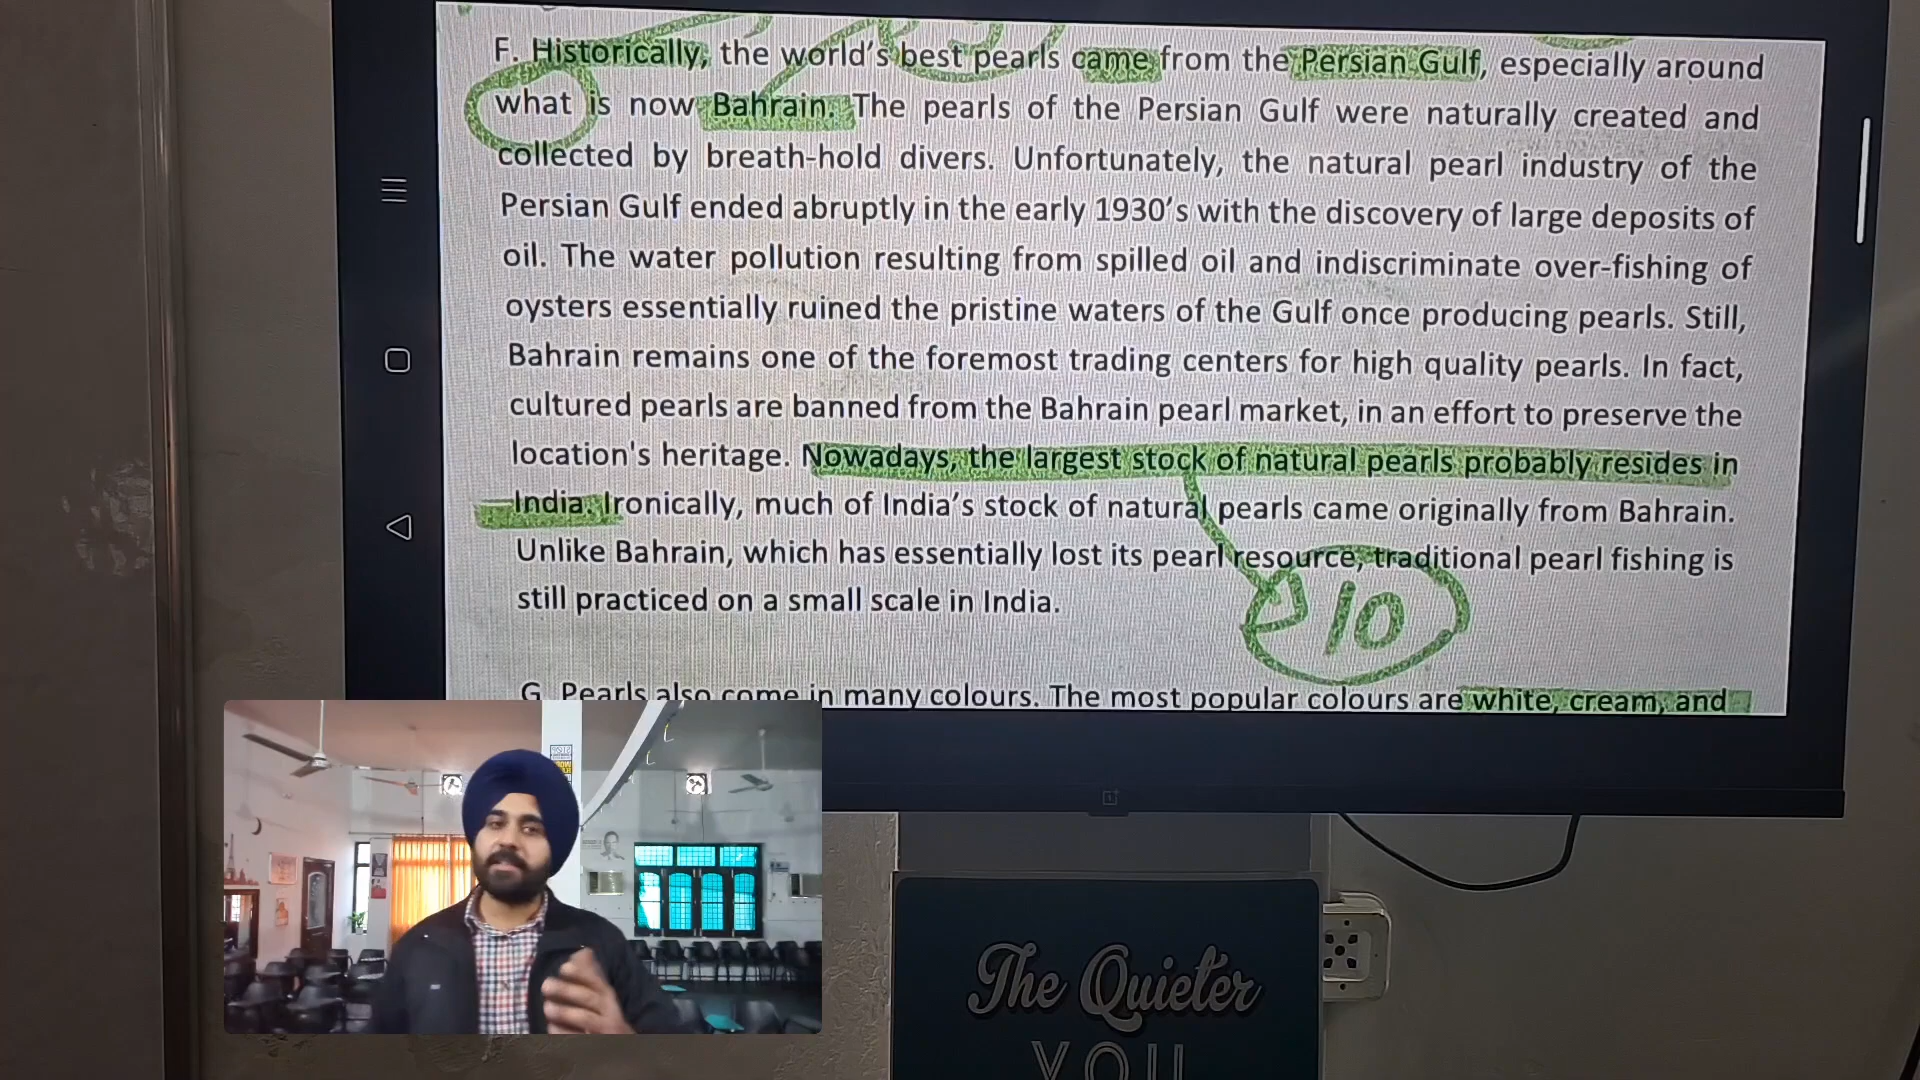 F. Historically, the world's best pearls came from the Persian Gulf, especially around
what is now Bahrain. The pearls of the Persian Gulf were naturally created and
collected by breath-hold divers. Unfortunately, the natural pearl industry of the
Persian Gulf ended abruptly in the early 1930's with the discovery of large deposits of
oil. The water pollution resulting from spilled oil and indiscriminate over-fishing of
oysters essentially ruined the pristine waters of the Gulf once producing pearls. Still,
Bahrain remains one of the foremost trading centers for high quality pearls. In fact,
cultured pearls are banned from the Bahrain pearl market, in an effort to preserve the
location's heritage. Nowadays, the largest stock of natural pearls probably resides in
India. Ironically, much of India's stock of natural pearls came originally from Bahrain.
Unlike Bahrain, which has essentially lost its pearl resource, traditional pearl fishing is
still practiced on a small scale in India.
10
G. Pearls also come in many colours. The most popular colours are white, cream, and
The Quieter
YOU